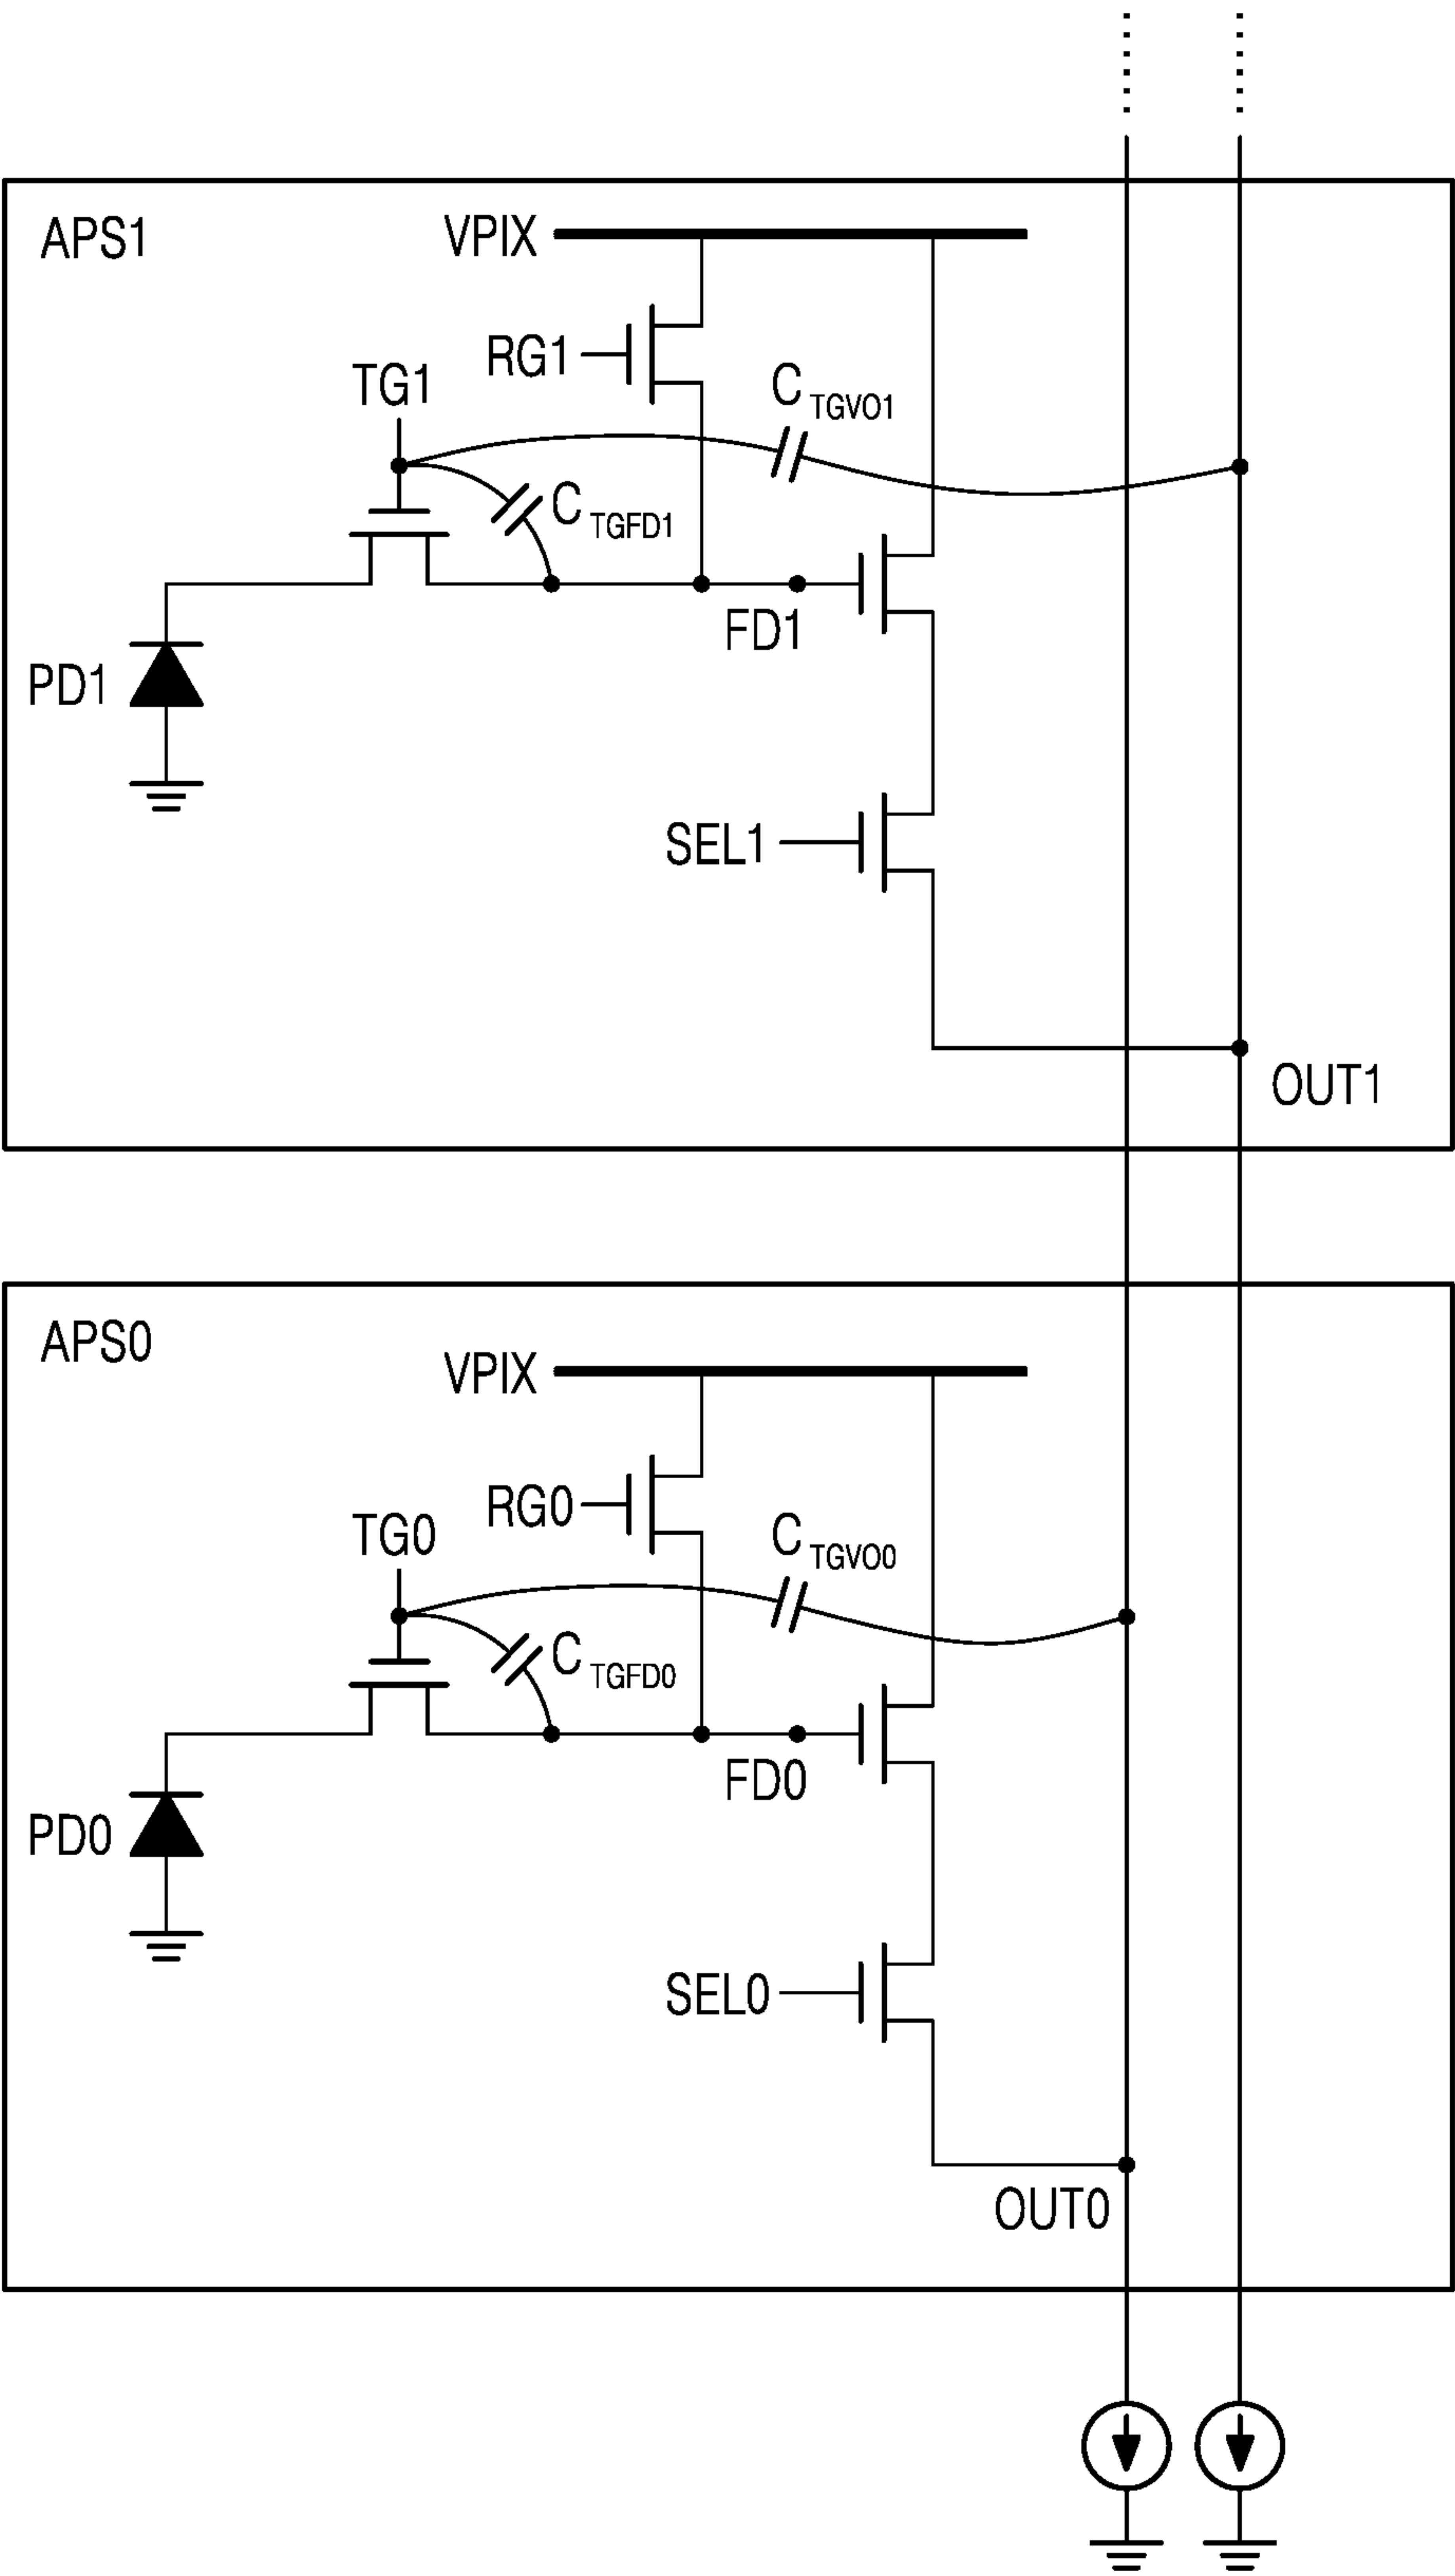 APS1
VPIX
RG1
TG1
C TGVO1
C TGFD1
FD1
PD1
SEL1
OUT1
APS0
VPIX
RG0
TG0
C TGVO0
C TGFD0
FD0
PD0
SEL0
OUT0